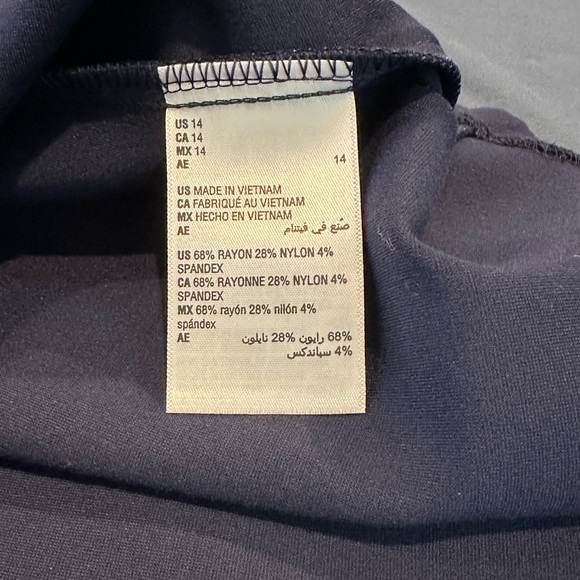 US 14
CA 14
MX 14
AE 14
US MADE IN VIETNAM
CA FABRIQUÉ AU VIETNAM
MX HECHO EN VIETNAM
AE صُنع في فيتنام
US 68% RAYON 28% NYLON 4%
SPANDEX
CA 68% RAYONNE 28% NYLON 4%
SPANDEX
MX 68% rayón 28% nilón 4%
spándex
AE 68% رايون 28% نايلون
4% سباندكس